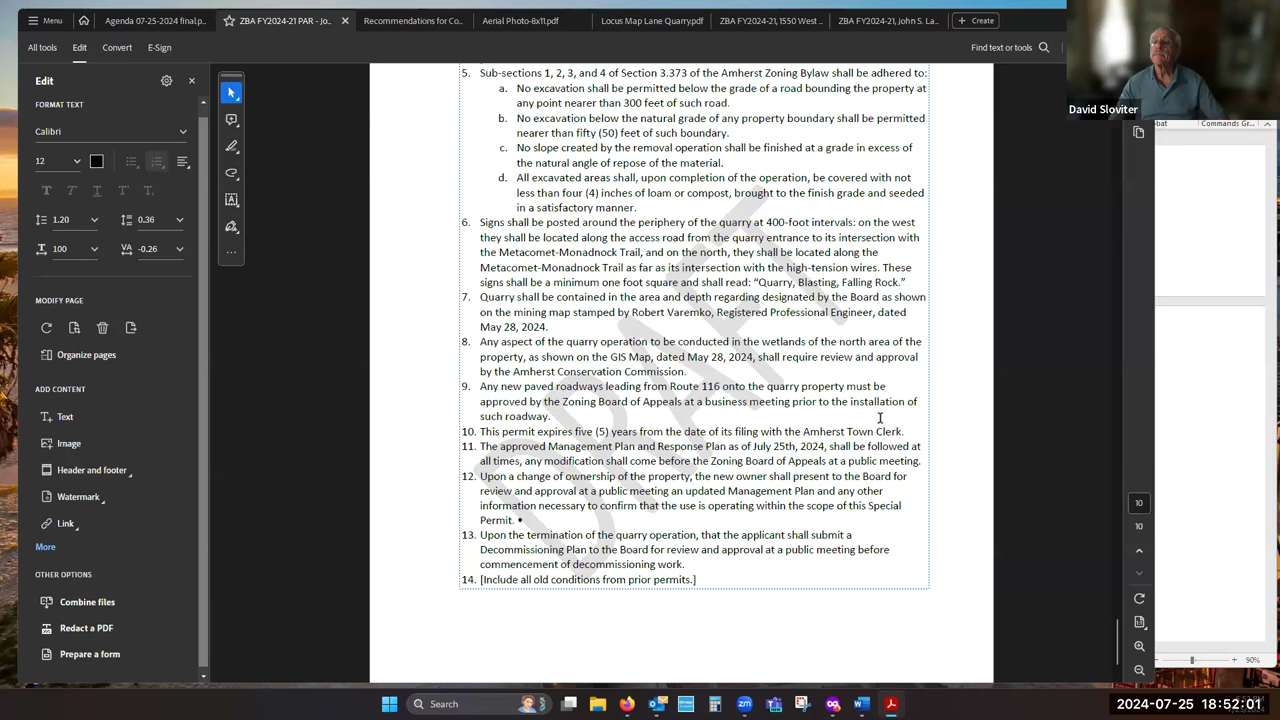 Agenda 07-25-2024 final.p...
ZBA FY2024-21 PAR - Jo...
Recommendations for Co...
Aerial Photo-8x11.pdf
Locus Map Lane Quarry.pdf
ZBA FY2024-21, 1550 West ...
ZBA FY2024-21, John S. La...
+ Create
All tools
Edit
Convert
E-Sign
Find text or tools
David Sloviter
Edit
FORMAT TEXT
Calibri
12
1.20
0.36
100
-0.26
MODIFY PAGE
Organize pages
ADD CONTENT
Text
Image
Header and footer
Watermark
Link
More
OTHER OPTIONS
Combine files
Redact a PDF
Prepare a form
5. Sub-sections 1, 2, 3, and 4 of Section 3.373 of the Amherst Zoning Bylaw shall be adhered to:
a. No excavation shall be permitted below the grade of a road bounding the property at
any point nearer than 300 feet of such road.
b. No excavation below the natural grade of any property boundary shall be permitted
nearer than fifty (50) feet of such boundary.
c. No slope created by the removal operation shall be finished at a grade in excess of
the natural angle of repose of the material.
d. All excavated areas shall, upon completion of the operation, be covered with not
less than four (4) inches of loam or compost, brought to the finish grade and seeded
in a satisfactory manner.
6. Signs shall be posted around the periphery of the quarry at 400-foot intervals: on the west
they shall be located along the access road from the quarry entrance to its intersection with
the Metacomet-Monadnock Trail, and on the north, they shall be located along the
Metacomet-Monadnock Trail as far as its intersection with the high-tension wires. These
signs shall be a minimum one foot square and shall read: “Quarry, Blasting, Falling Rock.”
7. Quarry shall be contained in the area and depth regarding designated by the Board as shown
on the mining map stamped by Robert Varemko, Registered Professional Engineer, dated
May 28, 2024.
8. Any aspect of the quarry operation to be conducted in the wetlands of the north area of the
property, as shown on the GIS Map, dated May 28, 2024, shall require review and approval
by the Amherst Conservation Commission.
9. Any new paved roadways leading from Route 116 onto the quarry property must be
approved by the Zoning Board of Appeals at a business meeting prior to the installation of
such roadway.
10. This permit expires five (5) years from the date of its filing with the Amherst Town Clerk.
11. The approved Management Plan and Response Plan as of July 25th, 2024, shall be followed at
all times, any modification shall come before the Zoning Board of Appeals at a public meeting.
12. Upon a change of ownership of the property, the new owner shall present to the Board for
review and approval at a public meeting an updated Management Plan and any other
information necessary to confirm that the use is operating within the scope of this Special
Permit. •
13. Upon the termination of the quarry operation, that the applicant shall submit a
Decommissioning Plan to the Board for review and approval at a public meeting before
commencement of decommissioning work.
14. [Include all old conditions from prior permits.]
DRAFT
10
10
Commands Gr...
90%
Search
2024-07-25 18:52:01